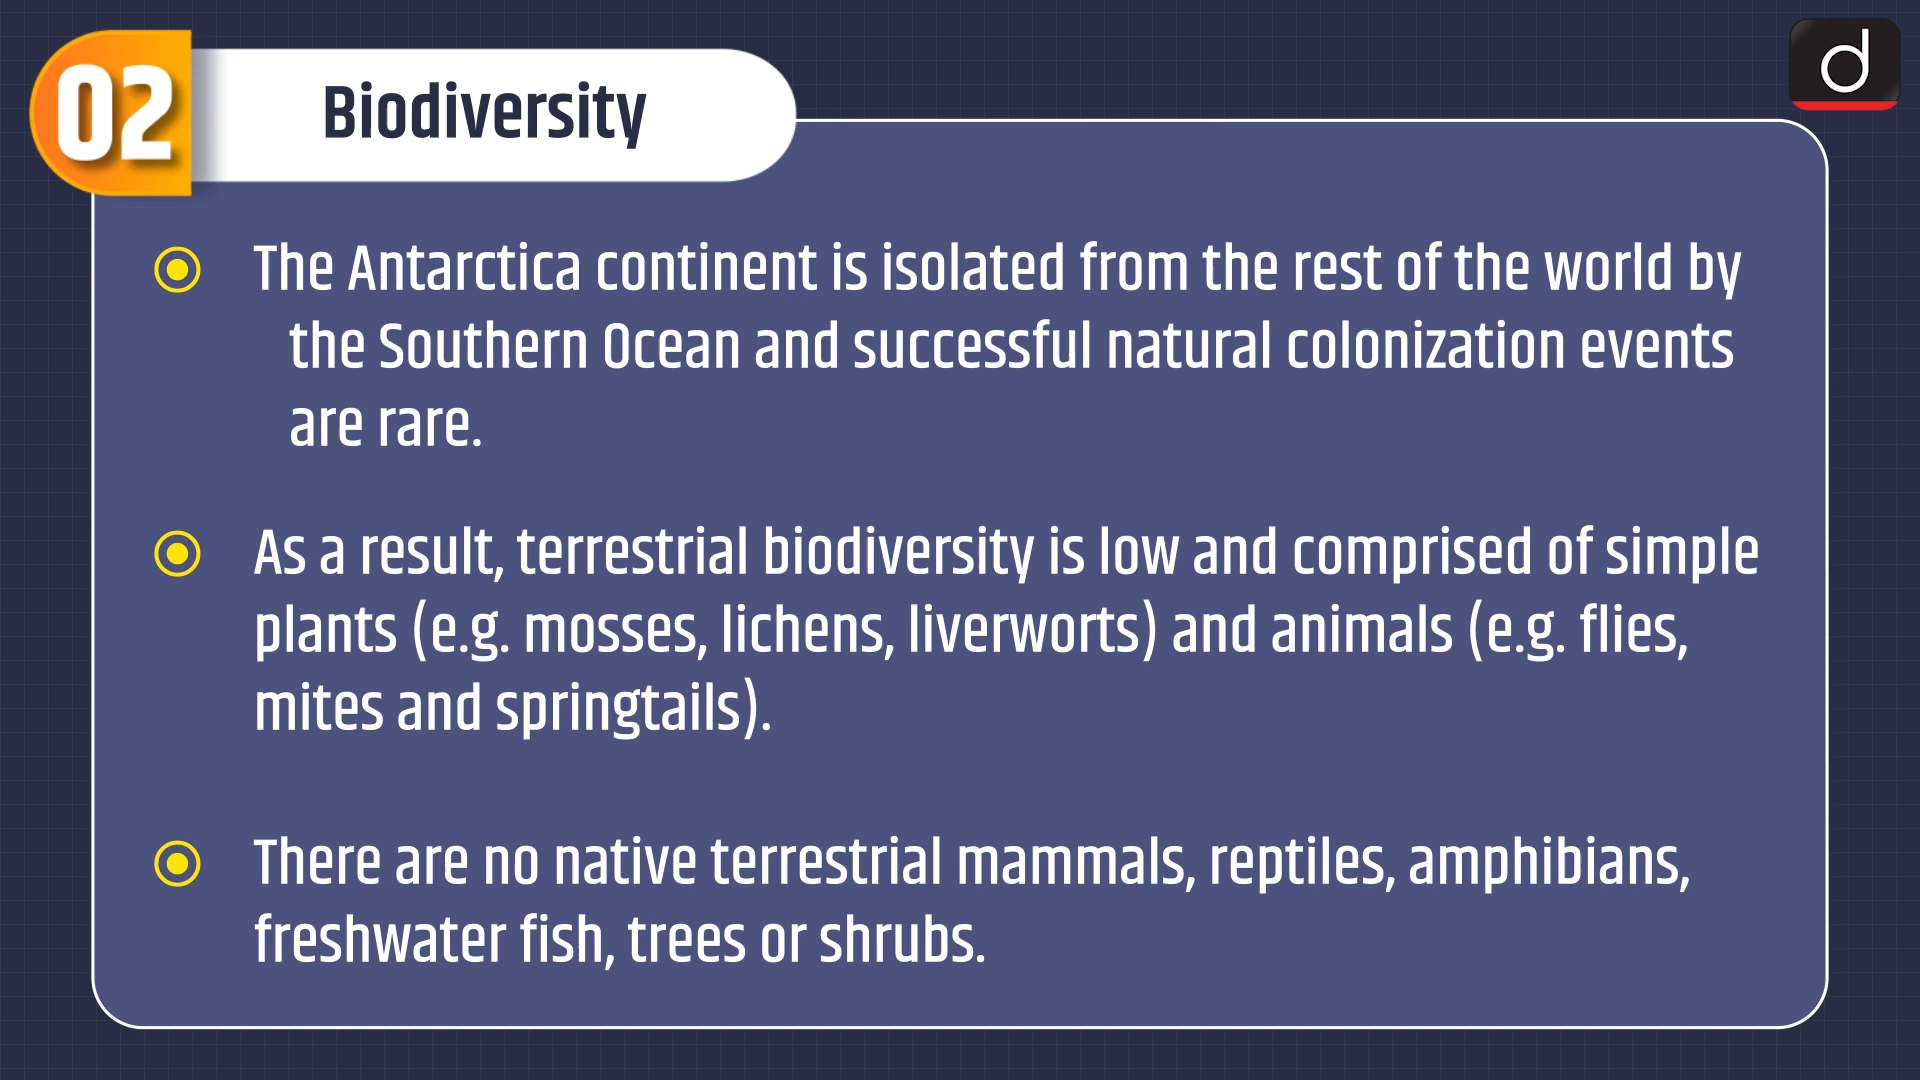 02
Biodiversity
d
The Antarctica continent is isolated from the rest of the world by
the Southern Ocean and successful natural colonization events
are rare.
As a result, terrestrial biodiversity is low and comprised of simple
plants (e.g. mosses, lichens, liverworts) and animals (e.g. flies,
mites and springtails).
There are no native terrestrial mammals, reptiles, amphibians,
freshwater fish, trees or shrubs.